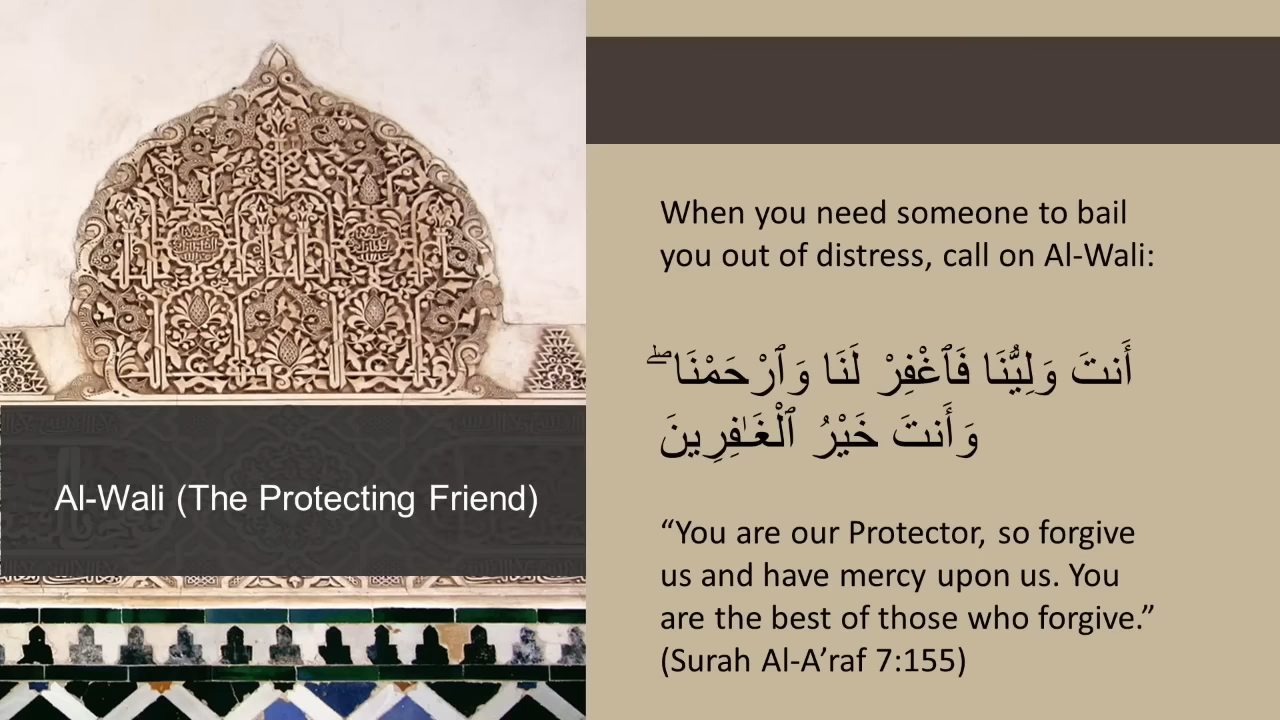 Al-Wali (The Protecting Friend)
When you need someone to bail
you out of distress, call on Al-Wali:
أَنتَ وَلِيُّنَا فَٱغْفِرْ لَنَا وَٱرْحَمْنَا ۖ
وَأَنتَ خَيْرُ ٱلْغَـٰفِرِينَ
“You are our Protector, so forgive
us and have mercy upon us. You
are the best of those who forgive.”
(Surah Al-A’raf 7:155)